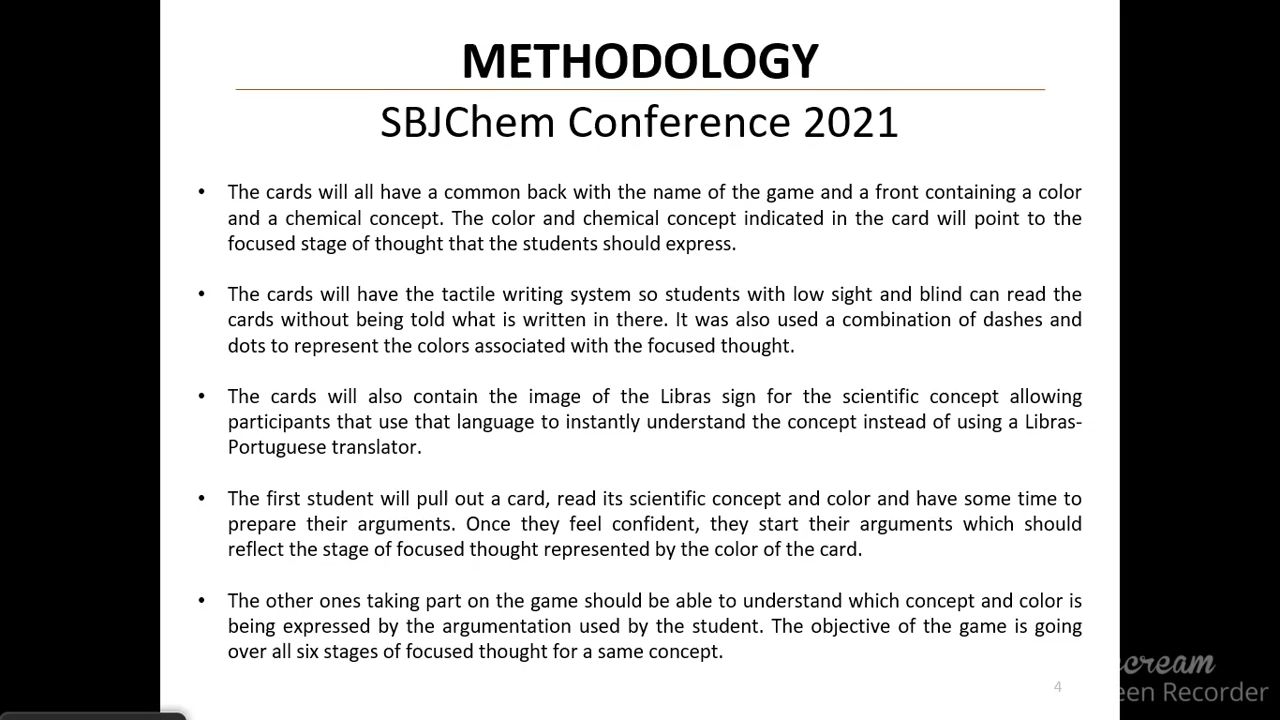 METHODOLOGY
SBJChem Conference 2021
• The cards will all have a common back with the name of the game and a front containing a color
and a chemical concept. The color and chemical concept indicated in the card will point to the
focused stage of thought that the students should express.
• The cards will have the tactile writing system so students with low sight and blind can read the
cards without being told what is written in there. It was also used a combination of dashes and
dots to represent the colors associated with the focused thought.
• The cards will also contain the image of the Libras sign for the scientific concept allowing
participants that use that language to instantly understand the concept instead of using a Libras-
Portuguese translator.
• The first student will pull out a card, read its scientific concept and color and have some time to
prepare their arguments. Once they feel confident, they start their arguments which should
reflect the stage of focused thought represented by the color of the card.
• The other ones taking part on the game should be able to understand which concept and color is
being expressed by the argumentation used by the student. The objective of the game is going
over all six stages of focused thought for a same concept.
4
cream
een Recorder